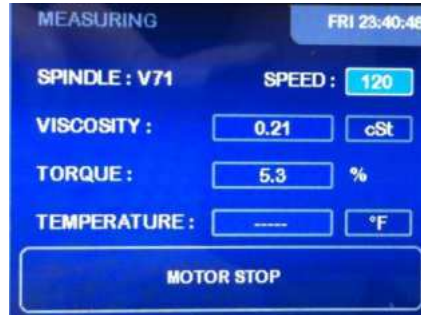 MEASURING FRI 23:40:46
SPINDLE : V71 SPEED : 120
VISCOSITY : 0.21 cSt
TORQUE : 5.3 %
TEMPERATURE : ----- °F
MOTOR STOP